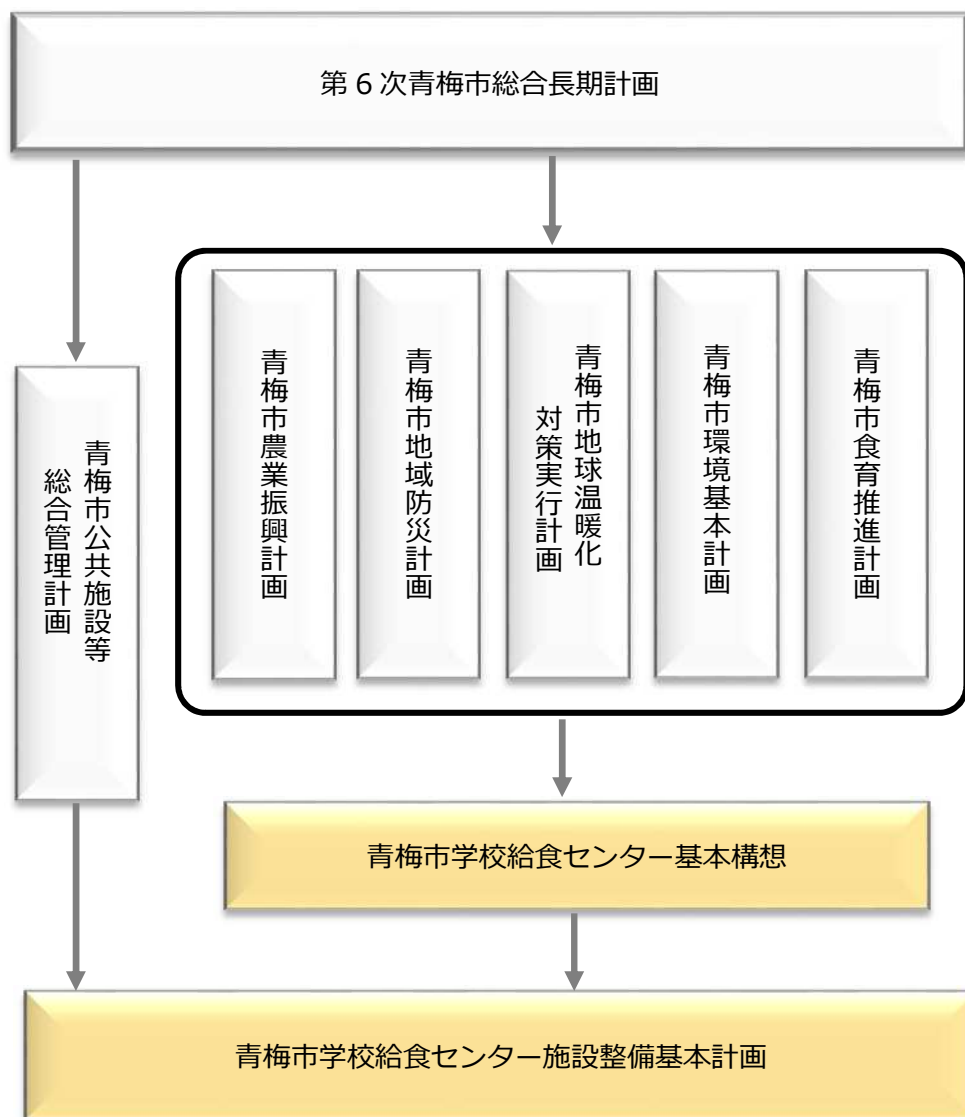 第６次青梅市総合長期計画
青梅市公共施設等
総合管理計画
青梅市農業振興計画
青梅市地域防災計画
青梅市地球温暖化
対策実行計画
青梅市環境基本計画
青梅市食育推進計画
青梅市学校給食センター基本構想
青梅市学校給食センター施設整備基本計画